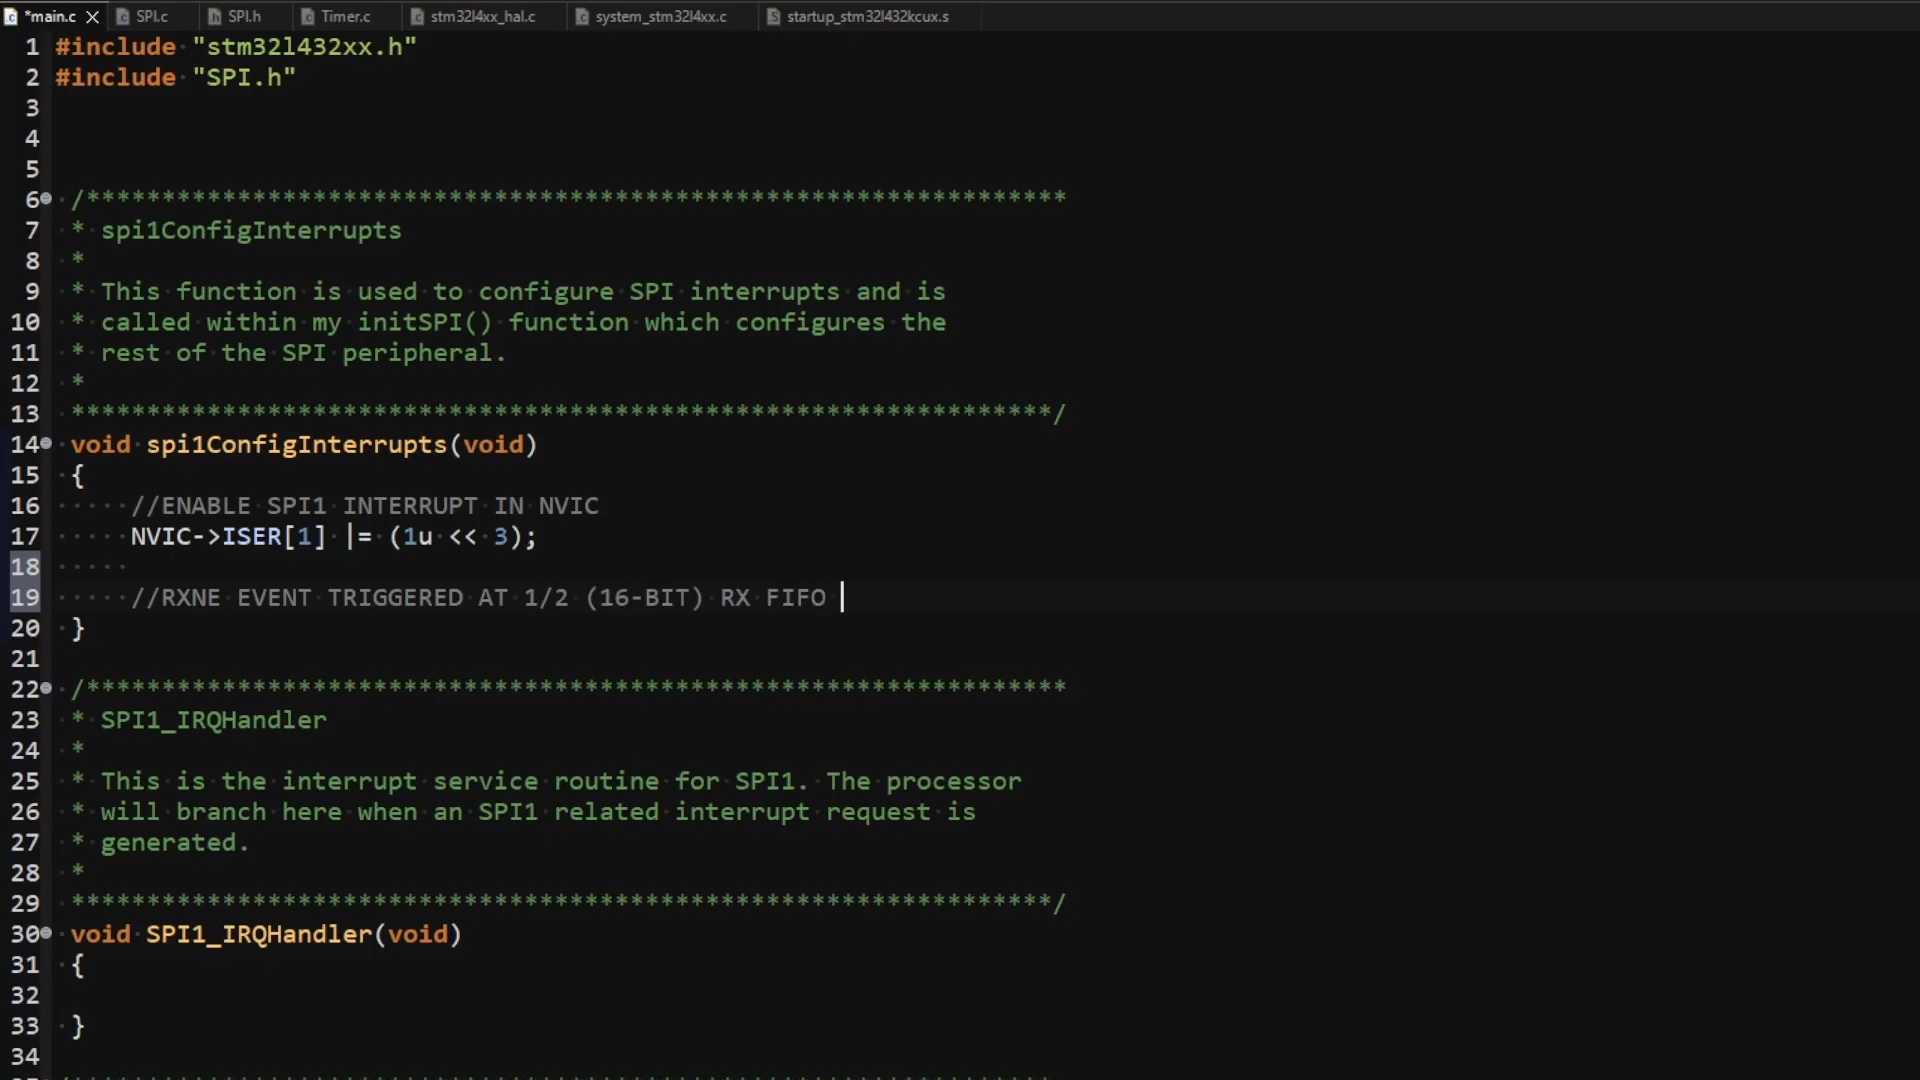 *main.c SPI.c SPI.h Timer.c stm32l4xx_hal.c system_stm32l4xx.c startup_stm32l432kcux.s
1 #include "stm32l432xx.h"
2 #include "SPI.h"
3
4
5
6 /*****************************************************************
7 * spi1ConfigInterrupts
8 *
9 * This function is used to configure SPI interrupts and is
10 * called within my initSPI() function which configures the
11 * rest of the SPI peripheral.
12 *
13 *****************************************************************/
14 void spi1ConfigInterrupts(void)
15 {
16 //ENABLE SPI1 INTERRUPT IN NVIC
17 NVIC->ISER[1] |= (1u << 3);
18
19 //RXNE EVENT TRIGGERED AT 1/2 (16-BIT) RX FIFO
20 }
21
22 /*****************************************************************
23 * SPI1_IRQHandler
24 *
25 * This is the interrupt service routine for SPI1. The processor
26 * will branch here when an SPI1 related interrupt request is
27 * generated.
28 *
29 *****************************************************************/
30 void SPI1_IRQHandler(void)
31 {
32
33 }
34